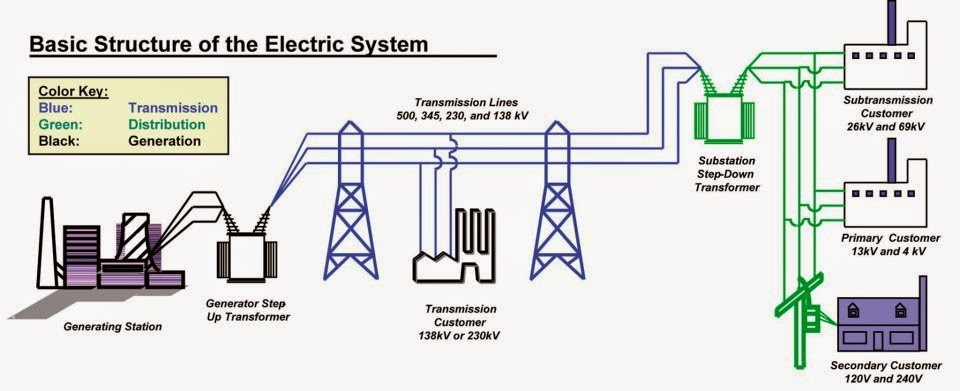 Basic Structure of the Electric System
Color Key:
Blue: Transmission
Green: Distribution
Black: Generation
Transmission Lines
500, 345, 230, and 138 kV
Generating Station
Generator Step
Up Transformer
Transmission
Customer
138kV or 230kV
Substation
Step-Down
Transformer
Subtransmission
Customer
26kV and 69kV
Primary Customer
13kV and 4 kV
Secondary Customer
120V and 240V